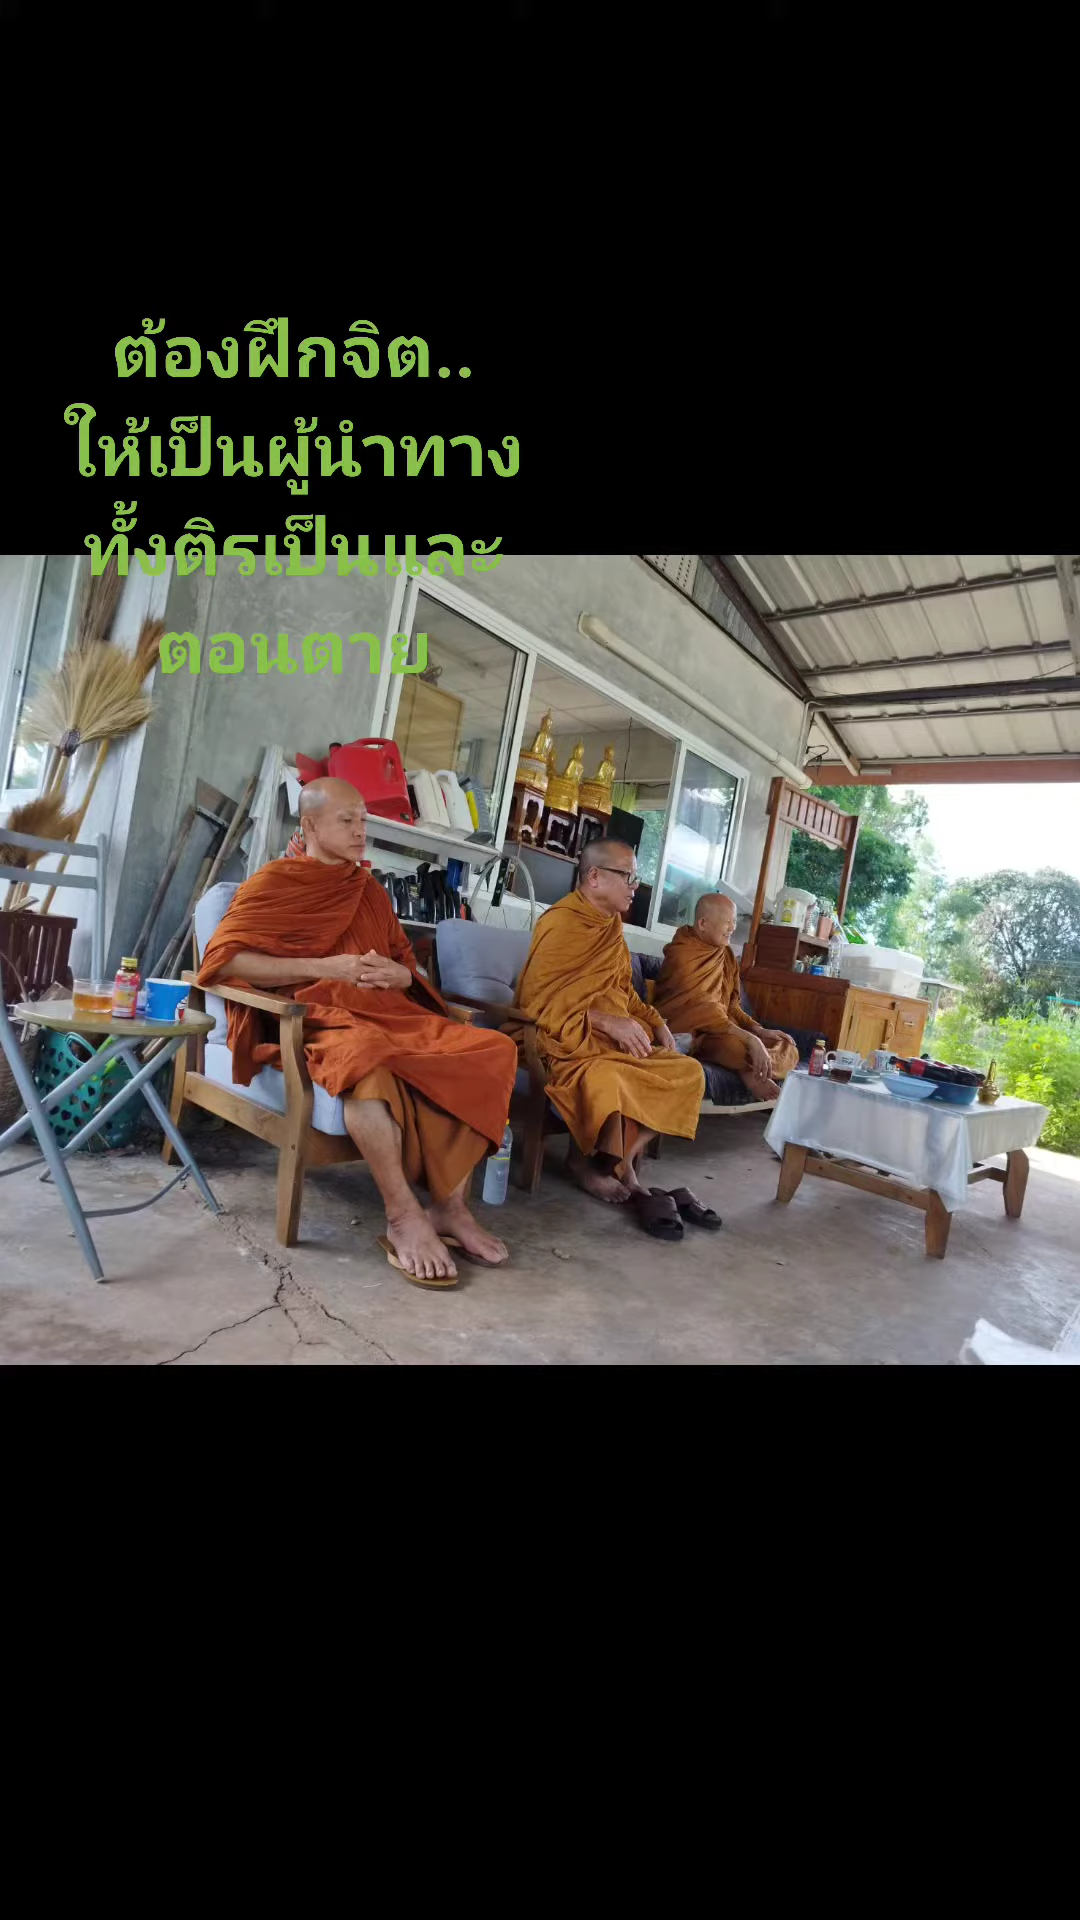 ต้องฝึกจิต..
ให้เป็นผู้นำทาง
ทั้งติรเป็นและ
ตอนตาย